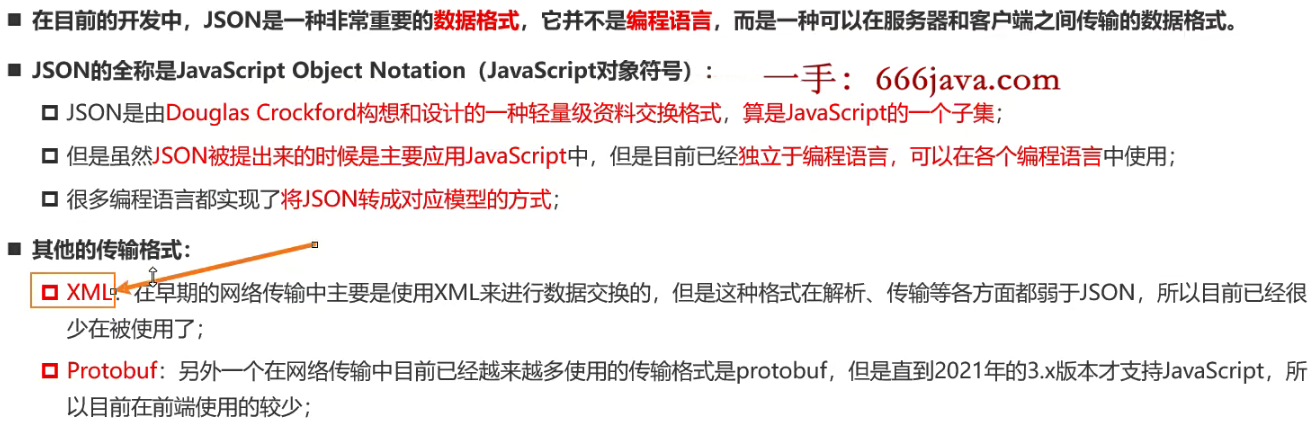 在目前的开发中，JSON是一种非常重要的数据格式，它并不是编程语言，而是一种可以在服务器和客户端之间传输的数据格式。
JSON的全称是JavaScript Object Notation（JavaScript对象符号）：
一手：666java.com
JSON是由Douglas Crockford构想和设计的一种轻量级资料交换格式，算是JavaScript的一个子集；
但是虽然JSON被提出来的时候是主要应用JavaScript中，但是目前已经独立于编程语言，可以在各个编程语言中使用；
很多编程语言都实现了将JSON转成对应模型的方式；
其他的传输格式：
XML：在早期的网络传输中主要是使用XML来进行数据交换的，但是这种格式在解析、传输等各方面都弱于JSON，所以目前已经很
少在被使用了；
Protobuf：另外一个在网络传输中目前已经越来越多使用的传输格式是protobuf，但是直到2021年的3.x版本才支持JavaScript，所
以目前在前端使用的较少；